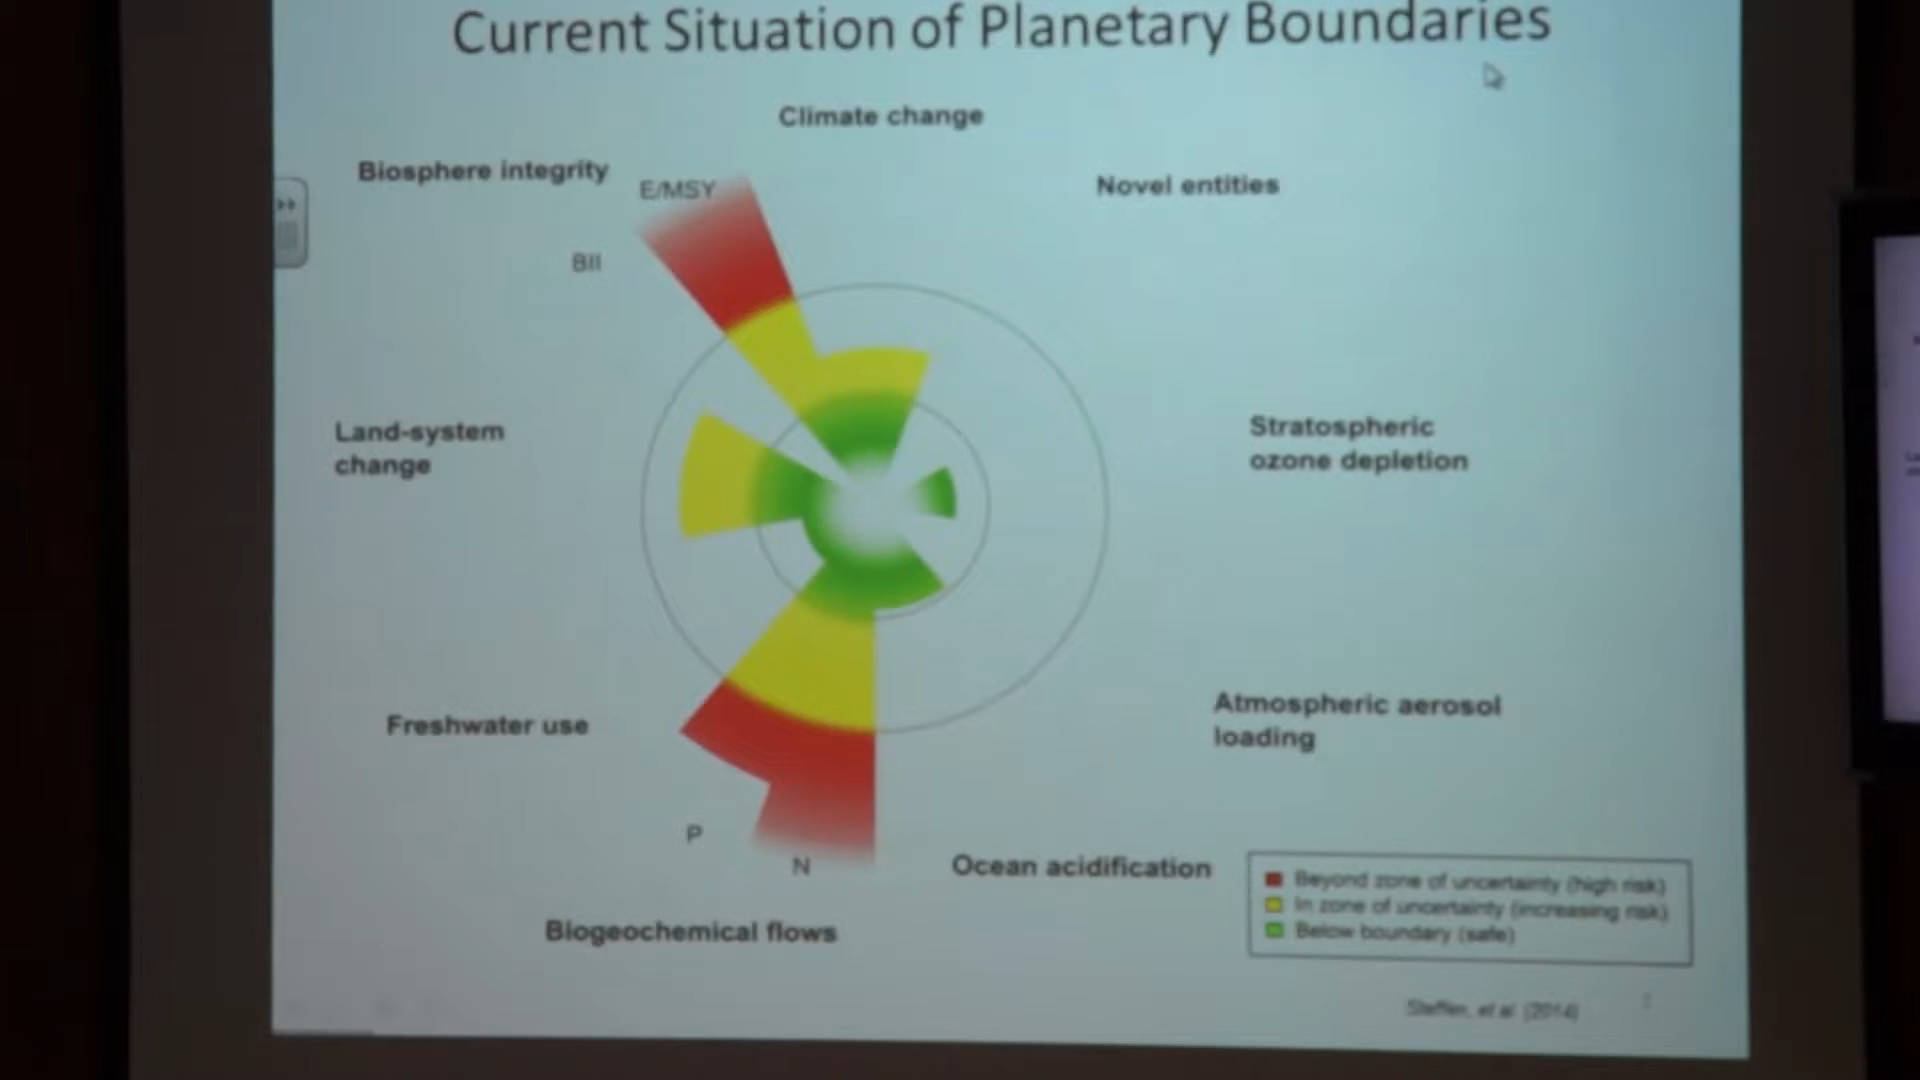 Current Situation of Planetary Boundaries
Climate change
Biosphere integrity
E/MSY
Novel entities
BII
Land-system
change
Stratospheric
ozone depletion
Freshwater use
Atmospheric aerosol
loading
P
N
Ocean acidification
Biogeochemical flows
Beyond zone of uncertainty (high risk)
In zone of uncertainty (increasing risk)
Below boundary (safe)
Steffen, et al. (2014)